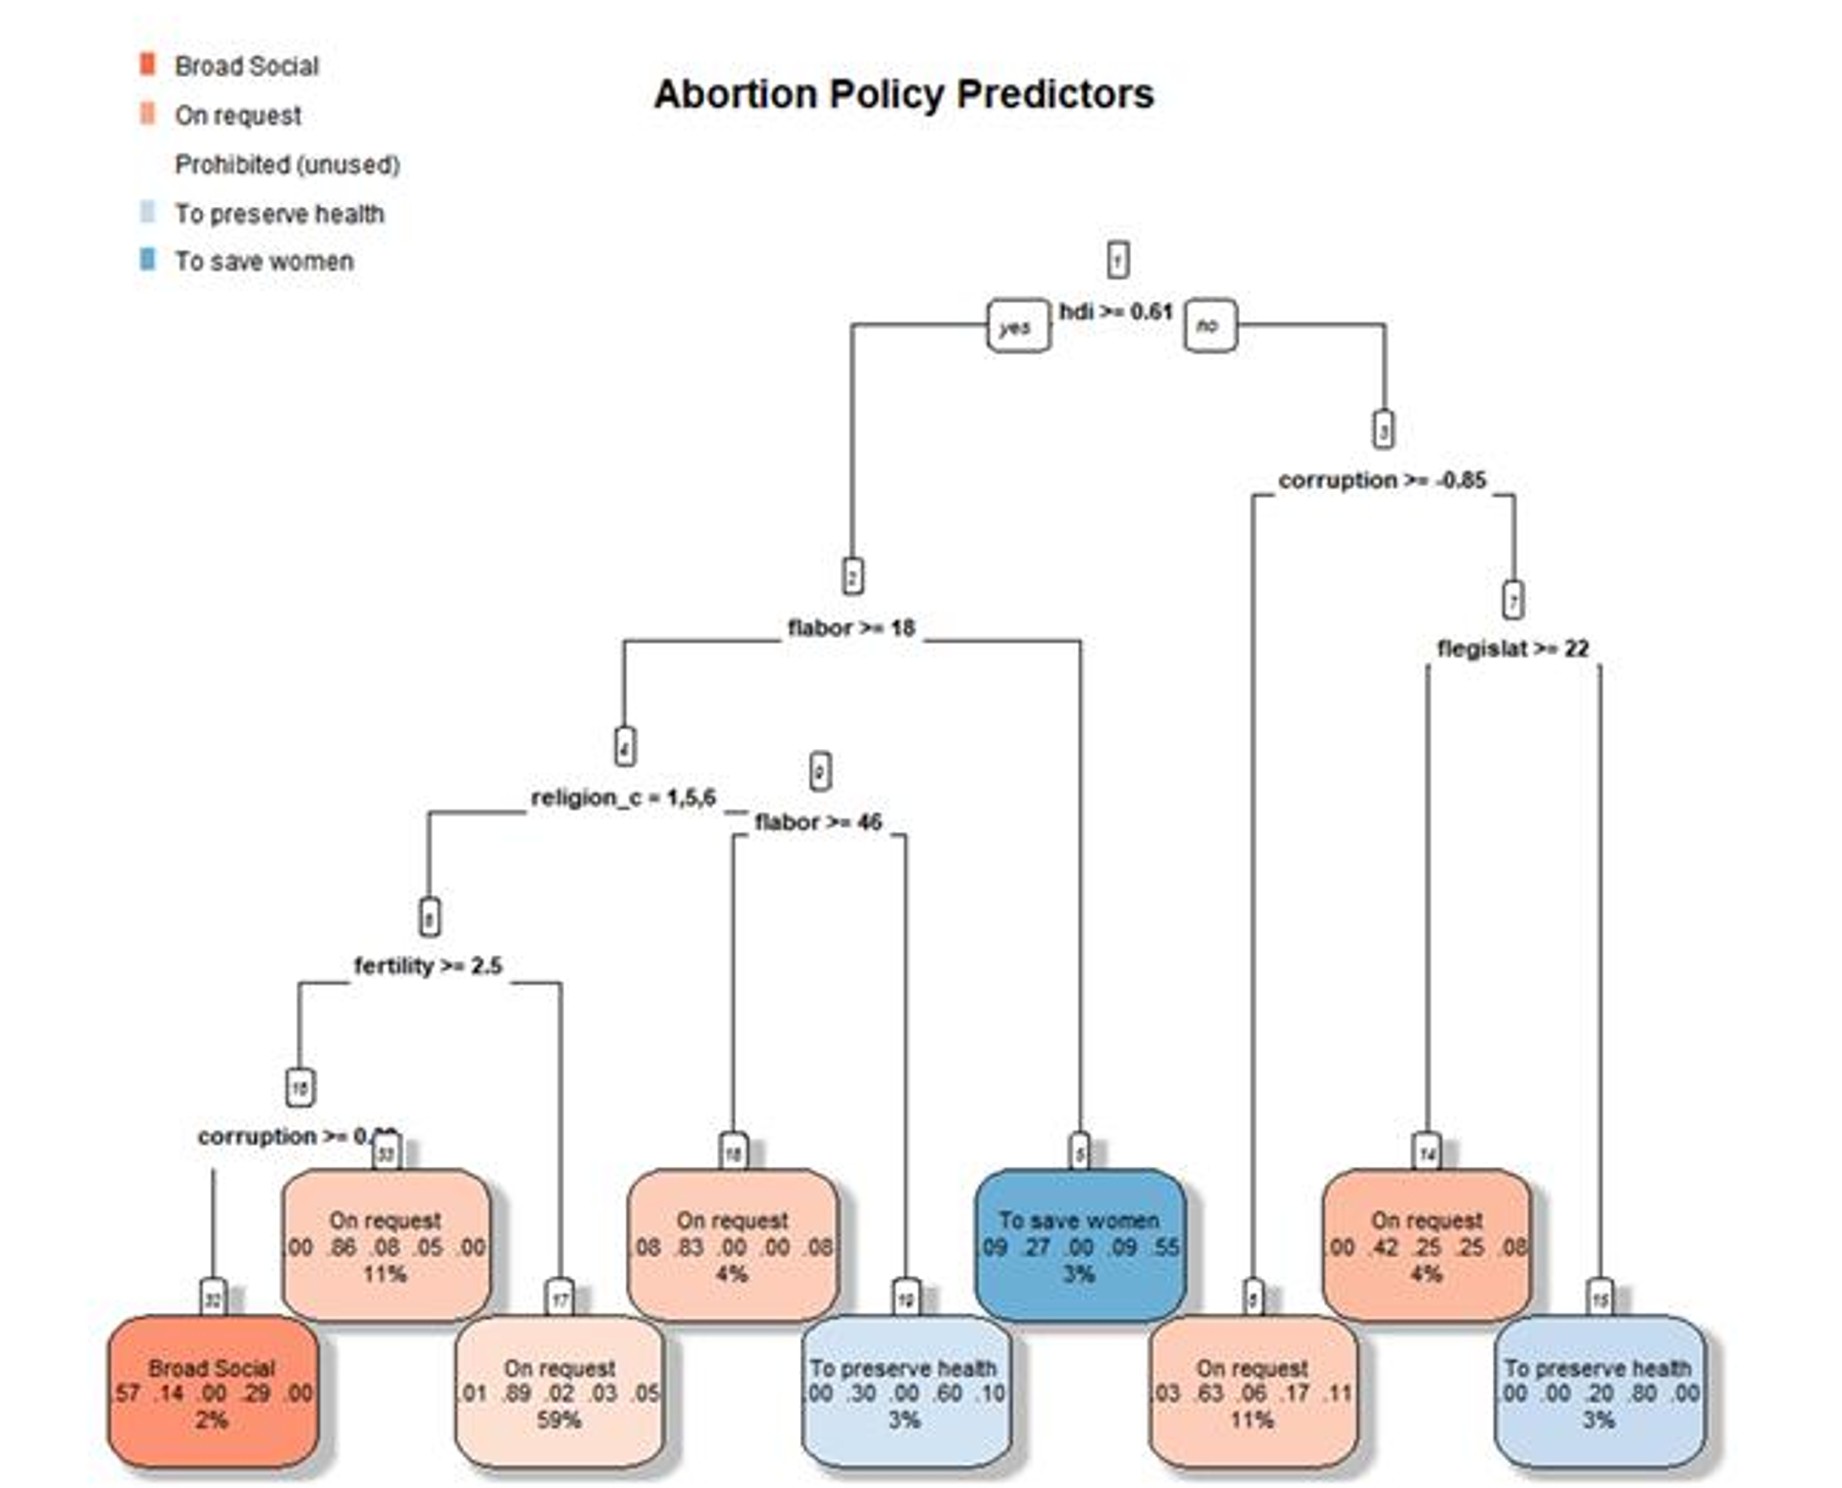 Broad Social
On request
Prohibited (unused)
To preserve health
To save women
Abortion Policy Predictors
1
yes
hdi >= 0.61
no
3
corruption >= -0.85
2
7
flabor >= 18
flegislat >= 22
4
9
religion_c = 1,5,6
flabor >= 46
8
fertility >= 2.5
16
corruption >= 0.
33
18
5
14
On request
.00 .86 .08 .05 .00
11%
On request
.08 .83 .00 .00 .08
4%
To save women
.09 .27 .00 .09 .55
3%
On request
.00 .42 .25 .25 .08
4%
32
17
19
6
15
Broad Social
.57 .14 .00 .29 .00
2%
On request
.01 .89 .02 .03 .05
59%
To preserve health
.00 .30 .00 .60 .10
3%
On request
.03 .63 .06 .17 .11
11%
To preserve health
.00 .00 .20 .80 .00
3%